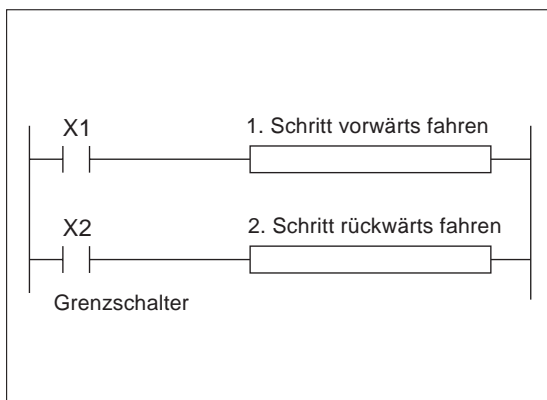 X1
1. Schritt vorwärts fahren
X2
2. Schritt rückwärts fahren
Grenzschalter